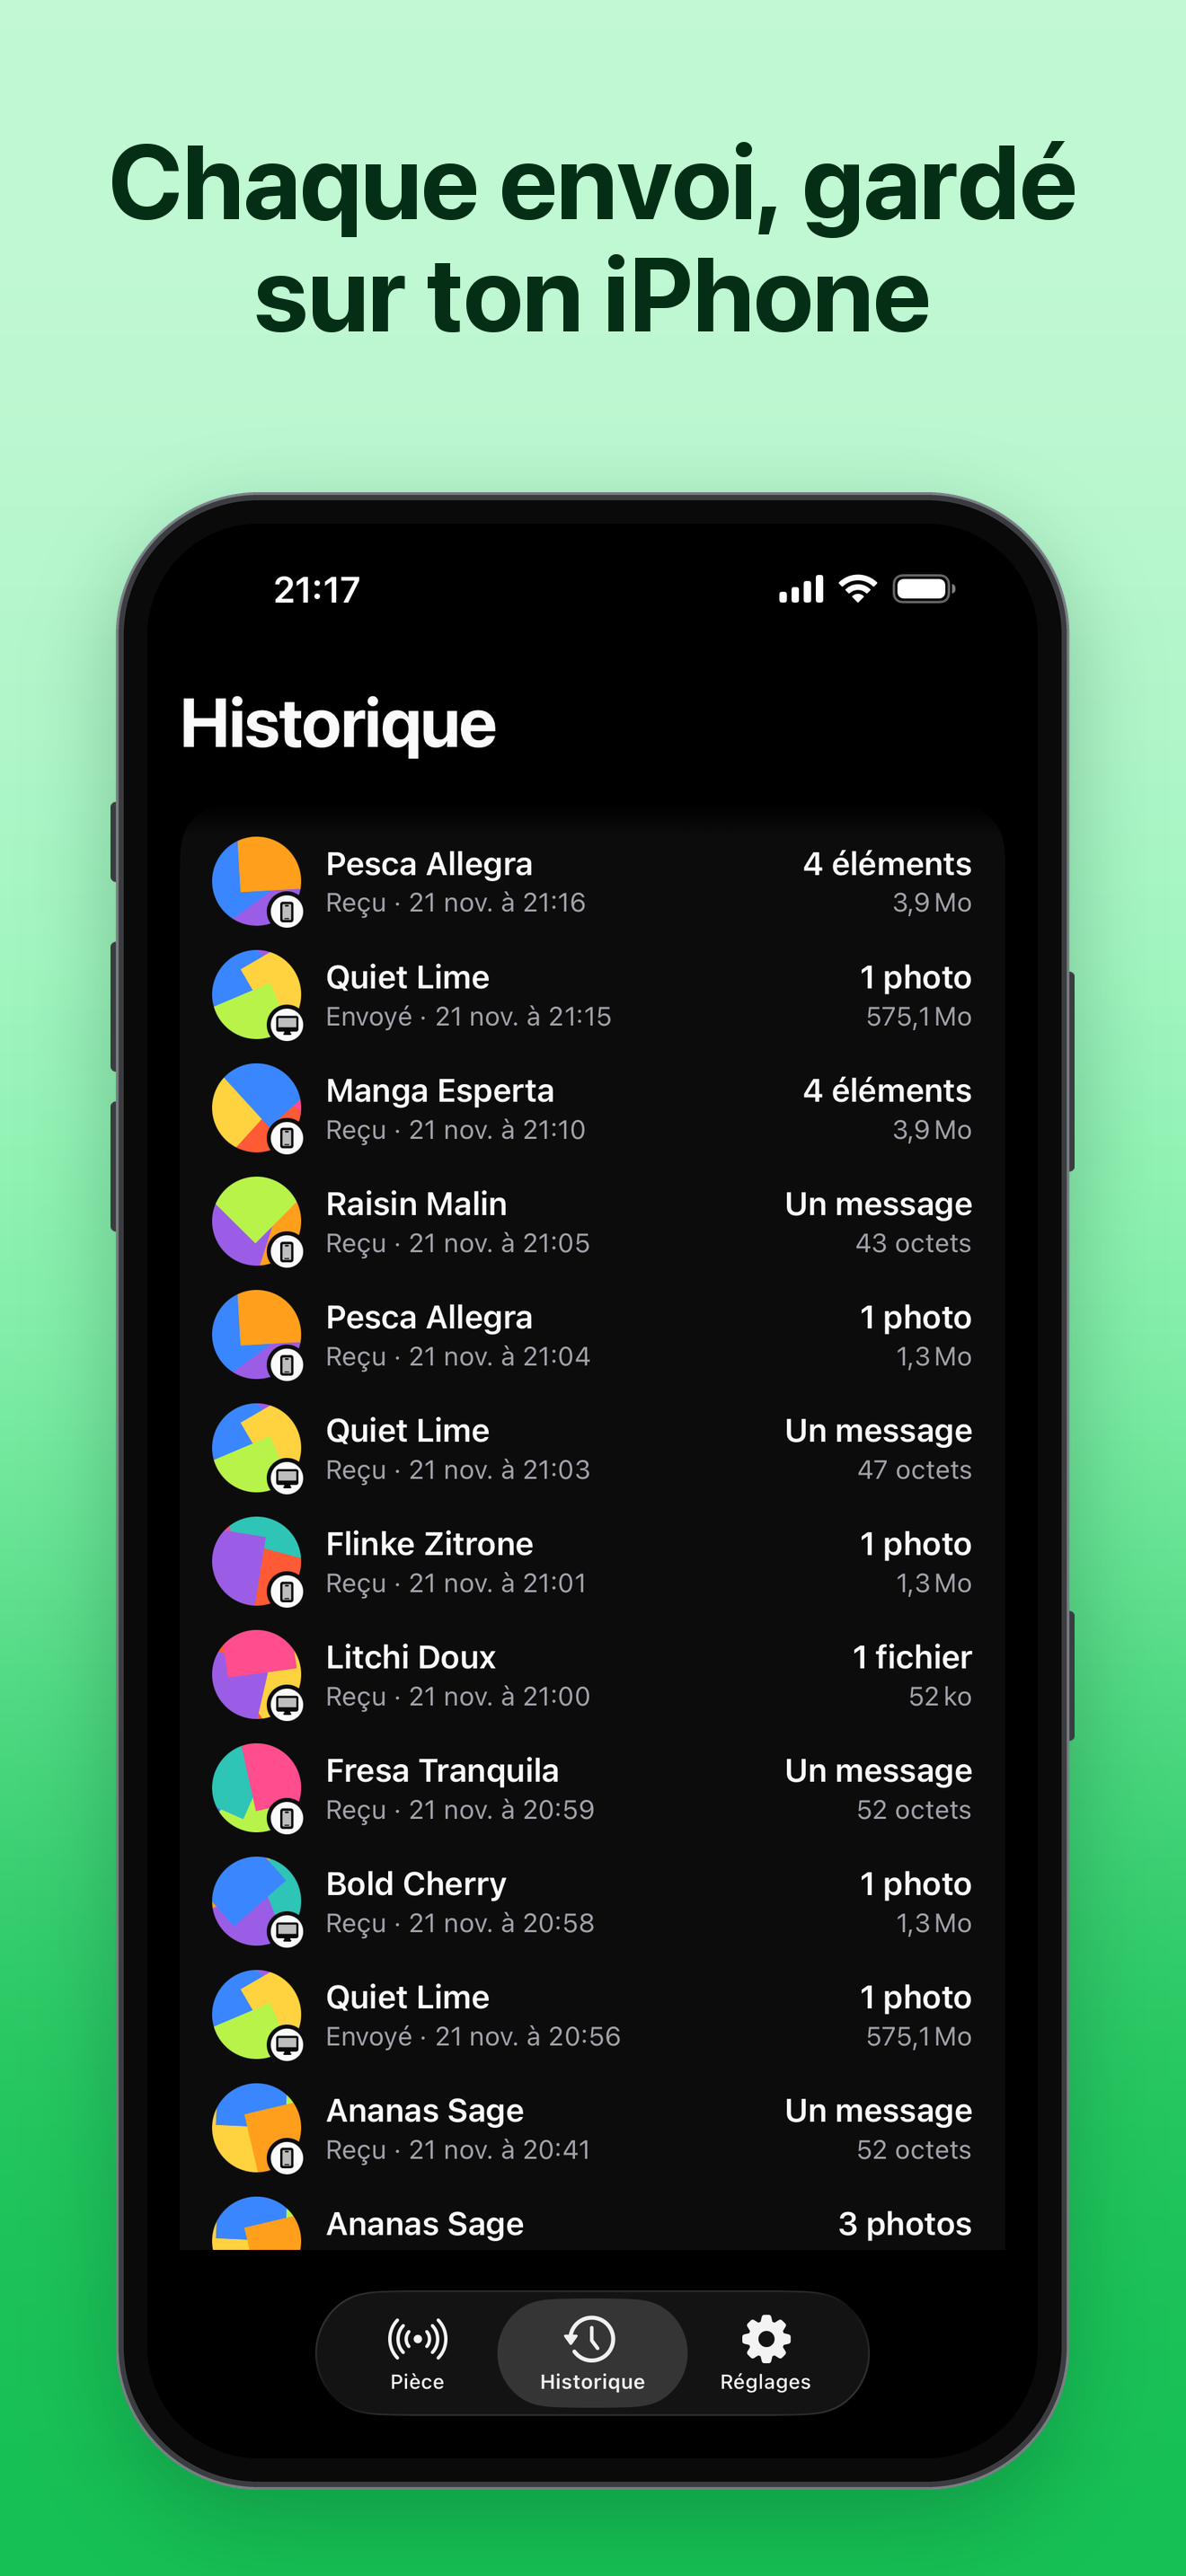 Chaque envoi, gardé
sur ton iPhone
21:17
Historique
Pesca Allegra
4 éléments
Reçu · 21 nov. à 21:16
3,9 Mo
Quiet Lime
1 photo
Envoyé · 21 nov. à 21:15
575,1 Mo
Manga Esperta
4 éléments
Reçu · 21 nov. à 21:10
3,9 Mo
Raisin Malin
Un message
Reçu · 21 nov. à 21:05
43 octets
Pesca Allegra
1 photo
Reçu · 21 nov. à 21:04
1,3 Mo
Quiet Lime
Un message
Reçu · 21 nov. à 21:03
47 octets
Flinke Zitrone
1 photo
Reçu · 21 nov. à 21:01
1,3 Mo
Litchi Doux
1 fichier
Reçu · 21 nov. à 21:00
52 ko
Fresa Tranquila
Un message
Reçu · 21 nov. à 20:59
52 octets
Bold Cherry
1 photo
Reçu · 21 nov. à 20:58
1,3 Mo
Quiet Lime
1 photo
Envoyé · 21 nov. à 20:56
575,1 Mo
Ananas Sage
Un message
Reçu · 21 nov. à 20:41
52 octets
Ananas Sage
3 photos
Pièce
Historique
Réglages